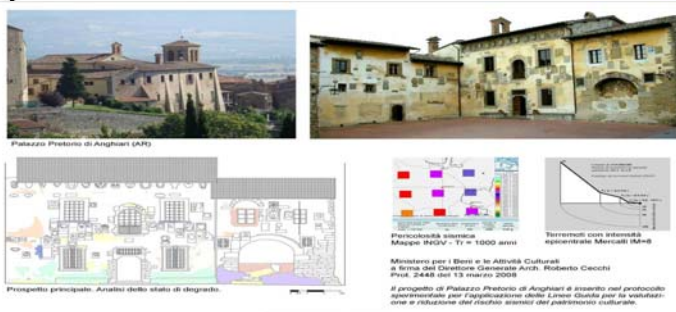 Palazzo Pretorio di Anghiari (AR)
Prospetto principale. Analisi dello stato di degrado.
Pericolosità sismica
Mappe INGV - Tr = 1000 anni
Terremoti con intensità
epicentrale Mercalli IM=8
Ministero per i Beni e le Attività Culturali
a firma del Direttore Generale Arch. Roberto Cecchi
Prot. 2448 del 13 marzo 2008
Il progetto di Palazzo Pretorio di Anghiari è inserito nel protocollo
sperimentale per l'applicazione delle Linee Guida per la valutazi-
one e riduzione del rischio sismici del patrimonio culturale.